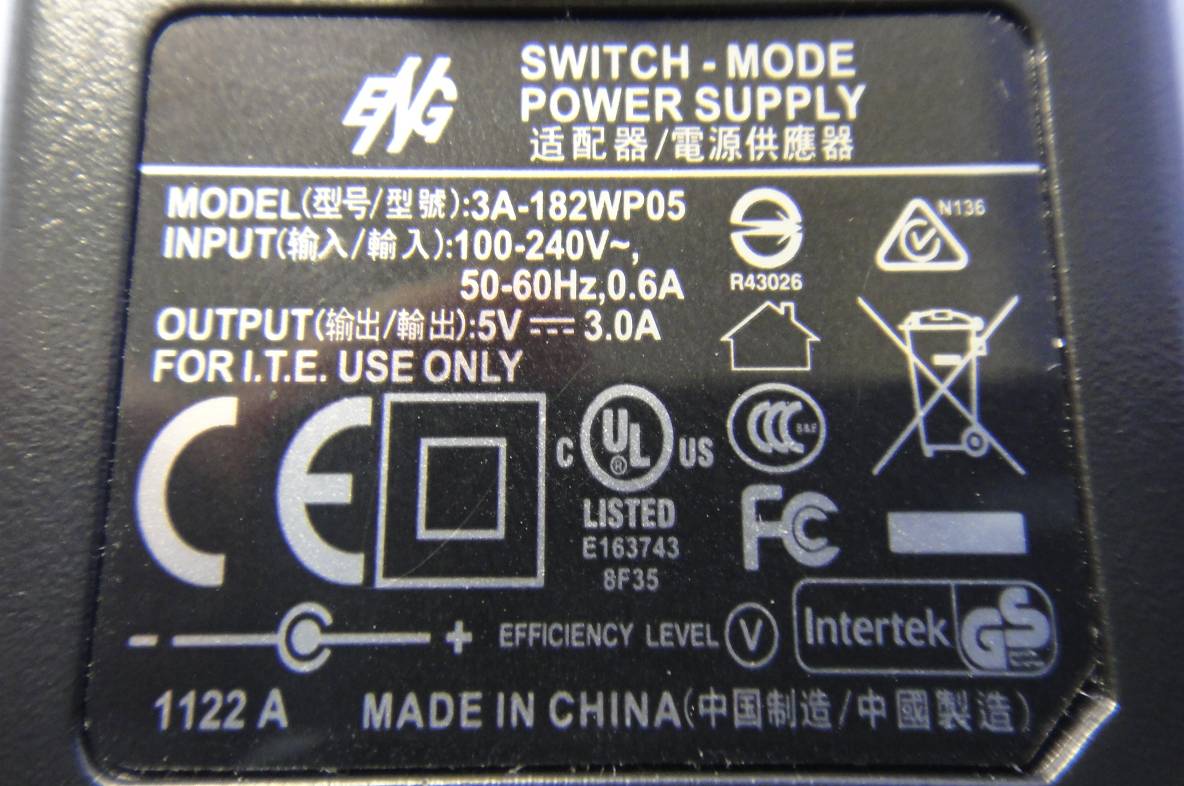 ENG
SWITCH - MODE
POWER SUPPLY
适配器/電源供應器
MODEL(型号/型號):3A-182WP05
INPUT(输入/輸入):100-240V~,
50-60Hz,0.6A
OUTPUT(输出/輸出):5V ⎓ 3.0A
FOR I.T.E. USE ONLY
R43026
N136
CE
C UL® US
LISTED
E163743
8F35
CCC S&E
FC
- +
EFFICIENCY LEVEL V
Intertek GS
1122 A
MADE IN CHINA(中国制造/中國製造)